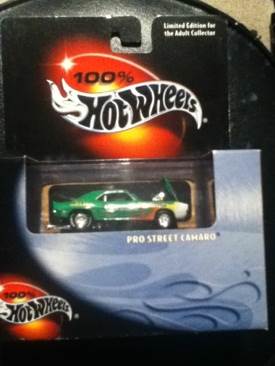 Limited Edition for
the Adult Collector
100%
Hot Wheels®
PRO STREET CAMARO®
100%
Hot Wheels®